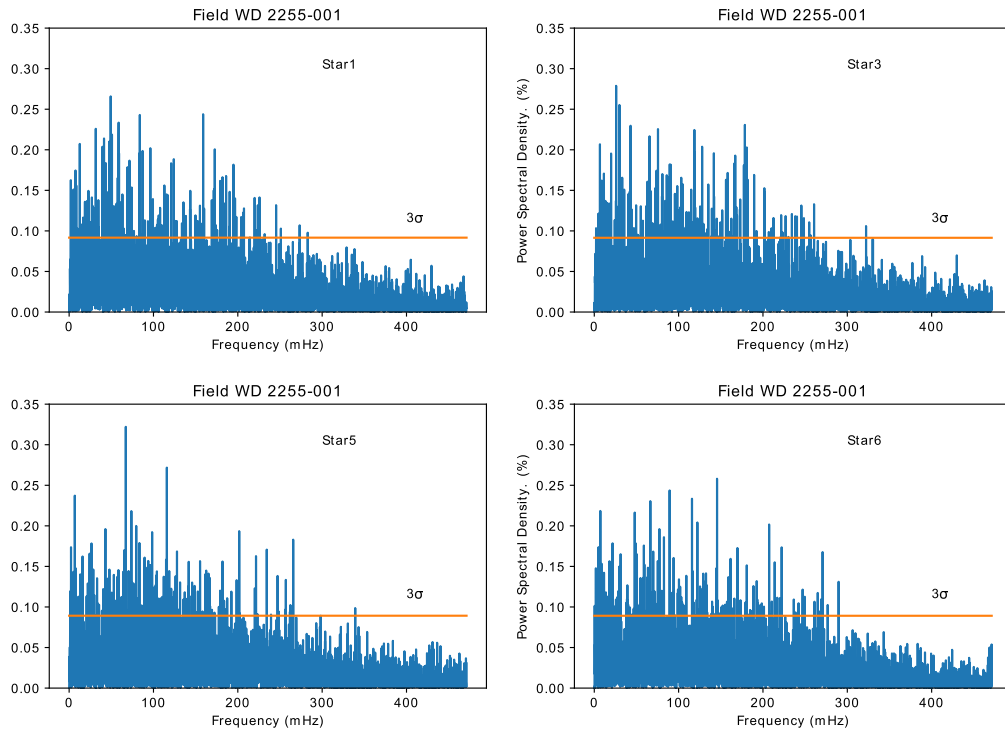 Field WD 2255-001
0.35
0.30
0.25
0.20
0.15
0.10
0.05
0.00
Star1
3σ
0 100 200 300 400
Frequency (mHz)
Field WD 2255-001
Power Spectral Density. (%)
0.35
0.30
0.25
0.20
0.15
0.10
0.05
0.00
Star3
3σ
0 100 200 300 400
Frequency (mHz)
Field WD 2255-001
0.35
0.30
0.25
0.20
0.15
0.10
0.05
0.00
Star5
3σ
0 100 200 300 400
Frequency (mHz)
Field WD 2255-001
Power Spectral Density. (%)
0.35
0.30
0.25
0.20
0.15
0.10
0.05
0.00
Star6
3σ
0 100 200 300 400
Frequency (mHz)